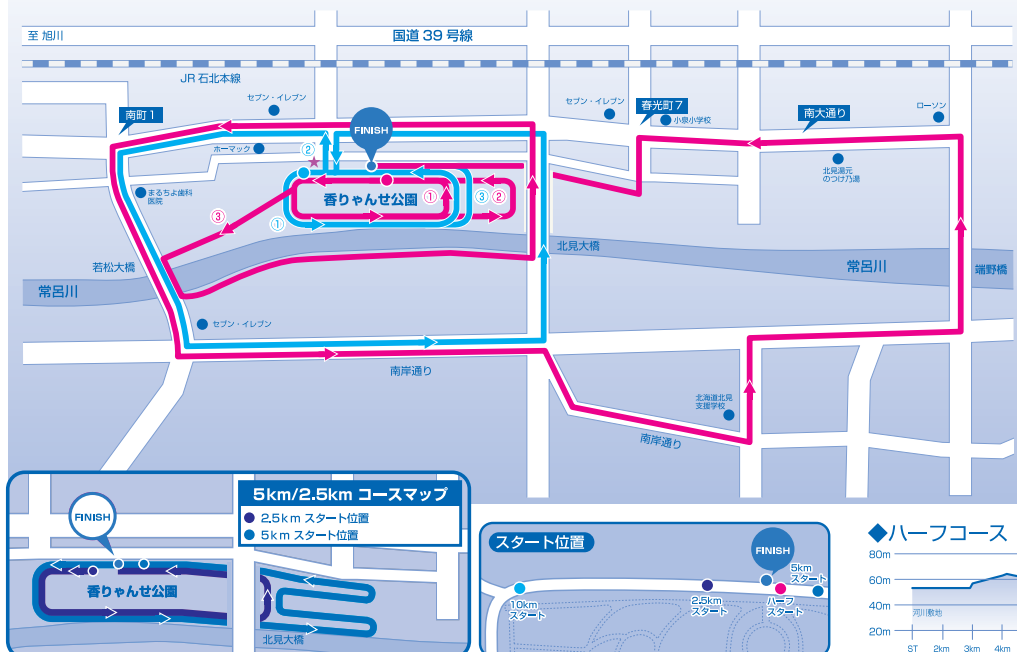 至 旭川
国道 39 号線
JR 石北本線
セブン・イレブン
セブン・イレブン
南町 1
春光町 7
小泉小学校
南大通り
ローソン
FINISH
②
ホーマック
北見湯元
のつけ乃湯
まるちよ歯科
医院
香りゃんせ公園
①
③
②
③
①
北見大橋
若松大橋
常呂川
常呂川
端野橋
セブン・イレブン
南岸通り
北海道北見
支援学校
南岸通り
5km/2.5km コースマップ
2.5km スタート位置
5km スタート位置
FINISH
香りゃんせ公園
北見大橋
スタート位置
FINISH
5km
スタート
10km
スタート
2.5km
スタート
ハーフ
スタート
◆ハーフコース
80m
60m
40m
20m
河川敷地
ST 2km 3km 4km